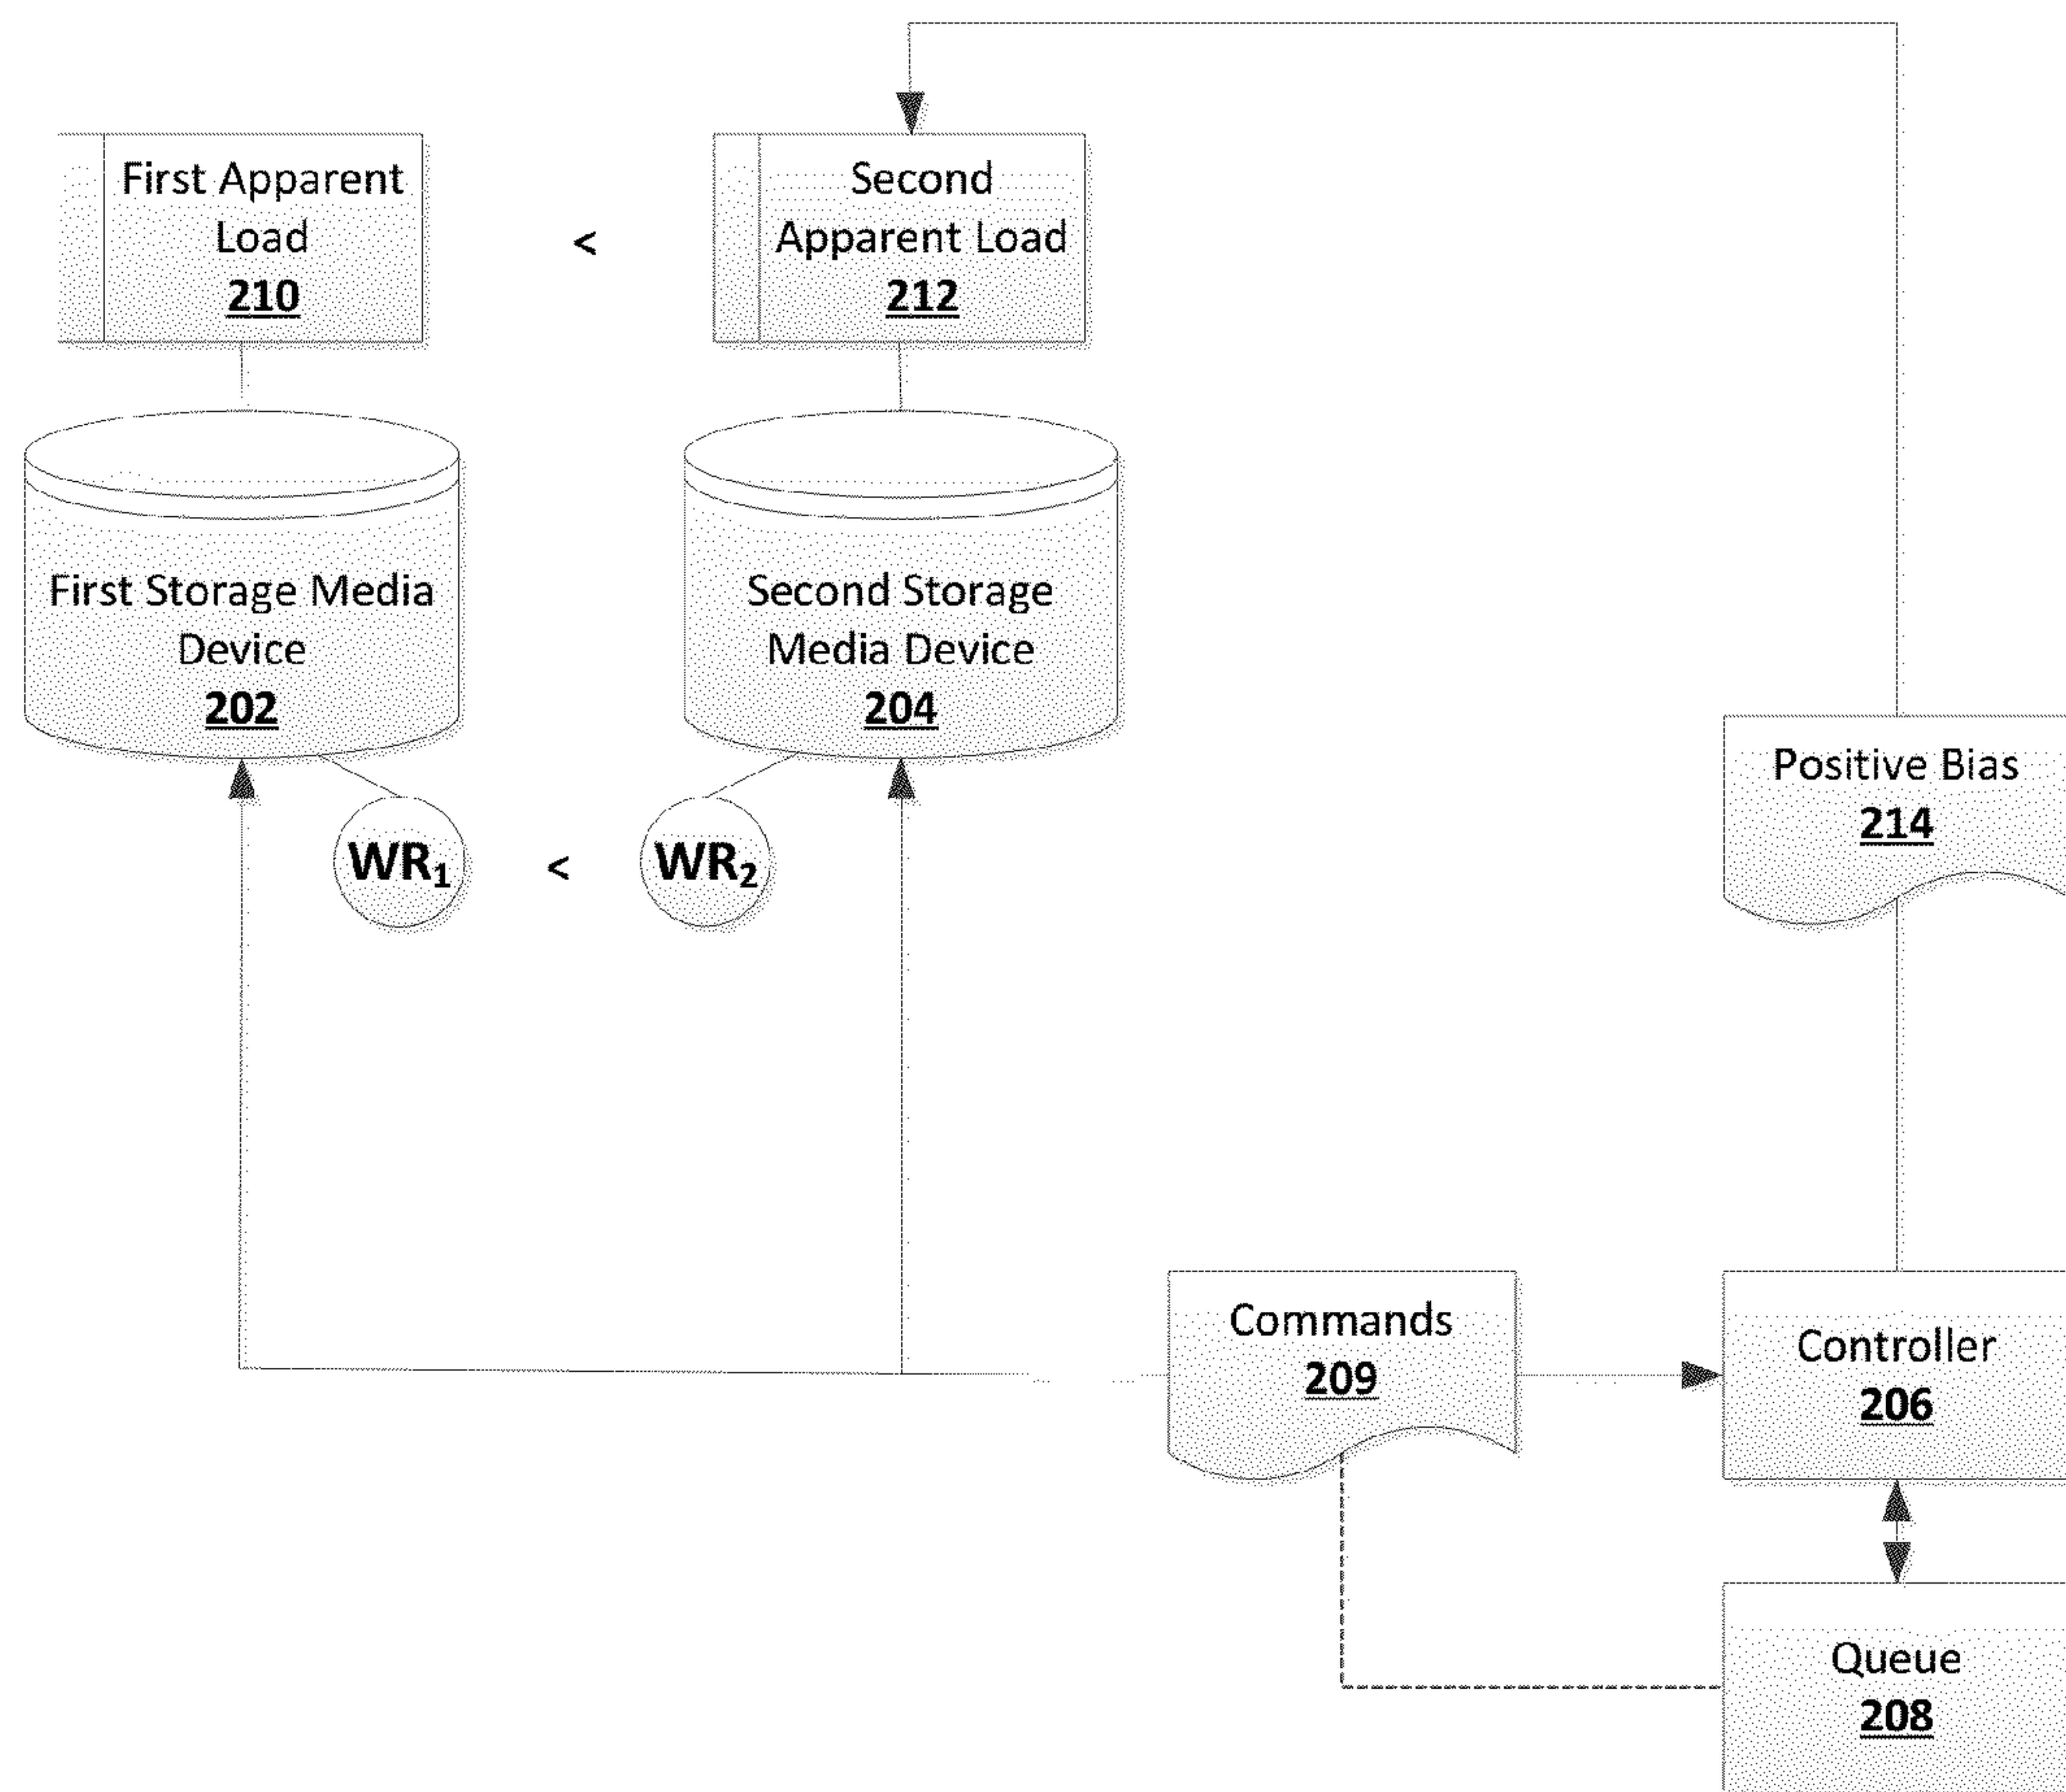 First Apparent
Load
210
<
Second
Apparent Load
212
First Storage Media
Device
202
Second Storage
Media Device
204
Positive Bias
214
WR₁
<
WR₂
Commands
209
Controller
206
Queue
208